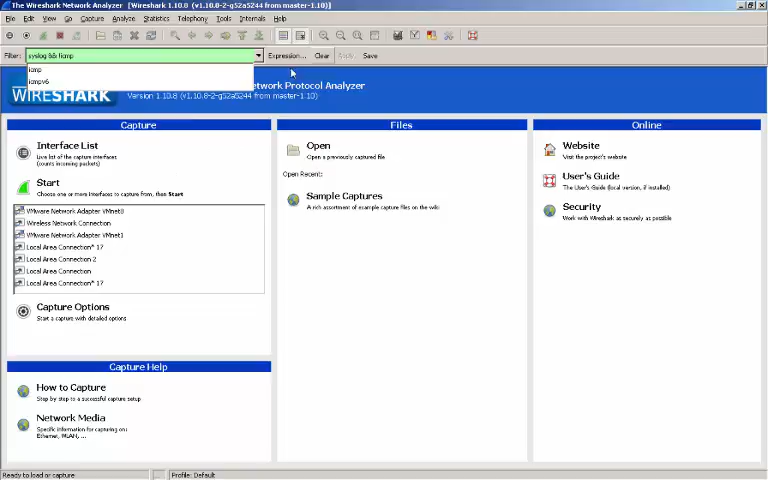 The Wireshark Network Analyzer [Wireshark 1.10.8 (v1.10.8-2-g52a5244 from master-1.10)]
File Edit View Go Capture Analyze Statistics Telephony Tools Internals Help
Filter: syslog && !icmp Expression... Clear Apply Save
icmp
icmpv6
WIRESHARK
etwork Protocol Analyzer
Version 1.10.8 (v1.10.8-2-g52a5244 from master-1.10)
Capture
Interface List
Live list of the capture interfaces
(counts incoming packets)
Start
Choose one or more interfaces to capture from, then Start
VMware Network Adapter VMnet8
Wireless Network Connection
VMware Network Adapter VMnet1
Local Area Connection* 17
Local Area Connection 2
Local Area Connection
Local Area Connection* 17
Capture Options
Start a capture with detailed options
Capture Help
How to Capture
Step by step to a successful capture setup
Network Media
Specific information for capturing on:
Ethernet, WLAN, ...
Files
Open
Open a previously captured file
Open Recent:
Sample Captures
A rich assortment of example capture files on the wiki
Online
Website
Visit the project's website
User's Guide
The User's Guide (local version, if installed)
Security
Work with Wireshark as securely as possible
Ready to load or capture
Profile: Default